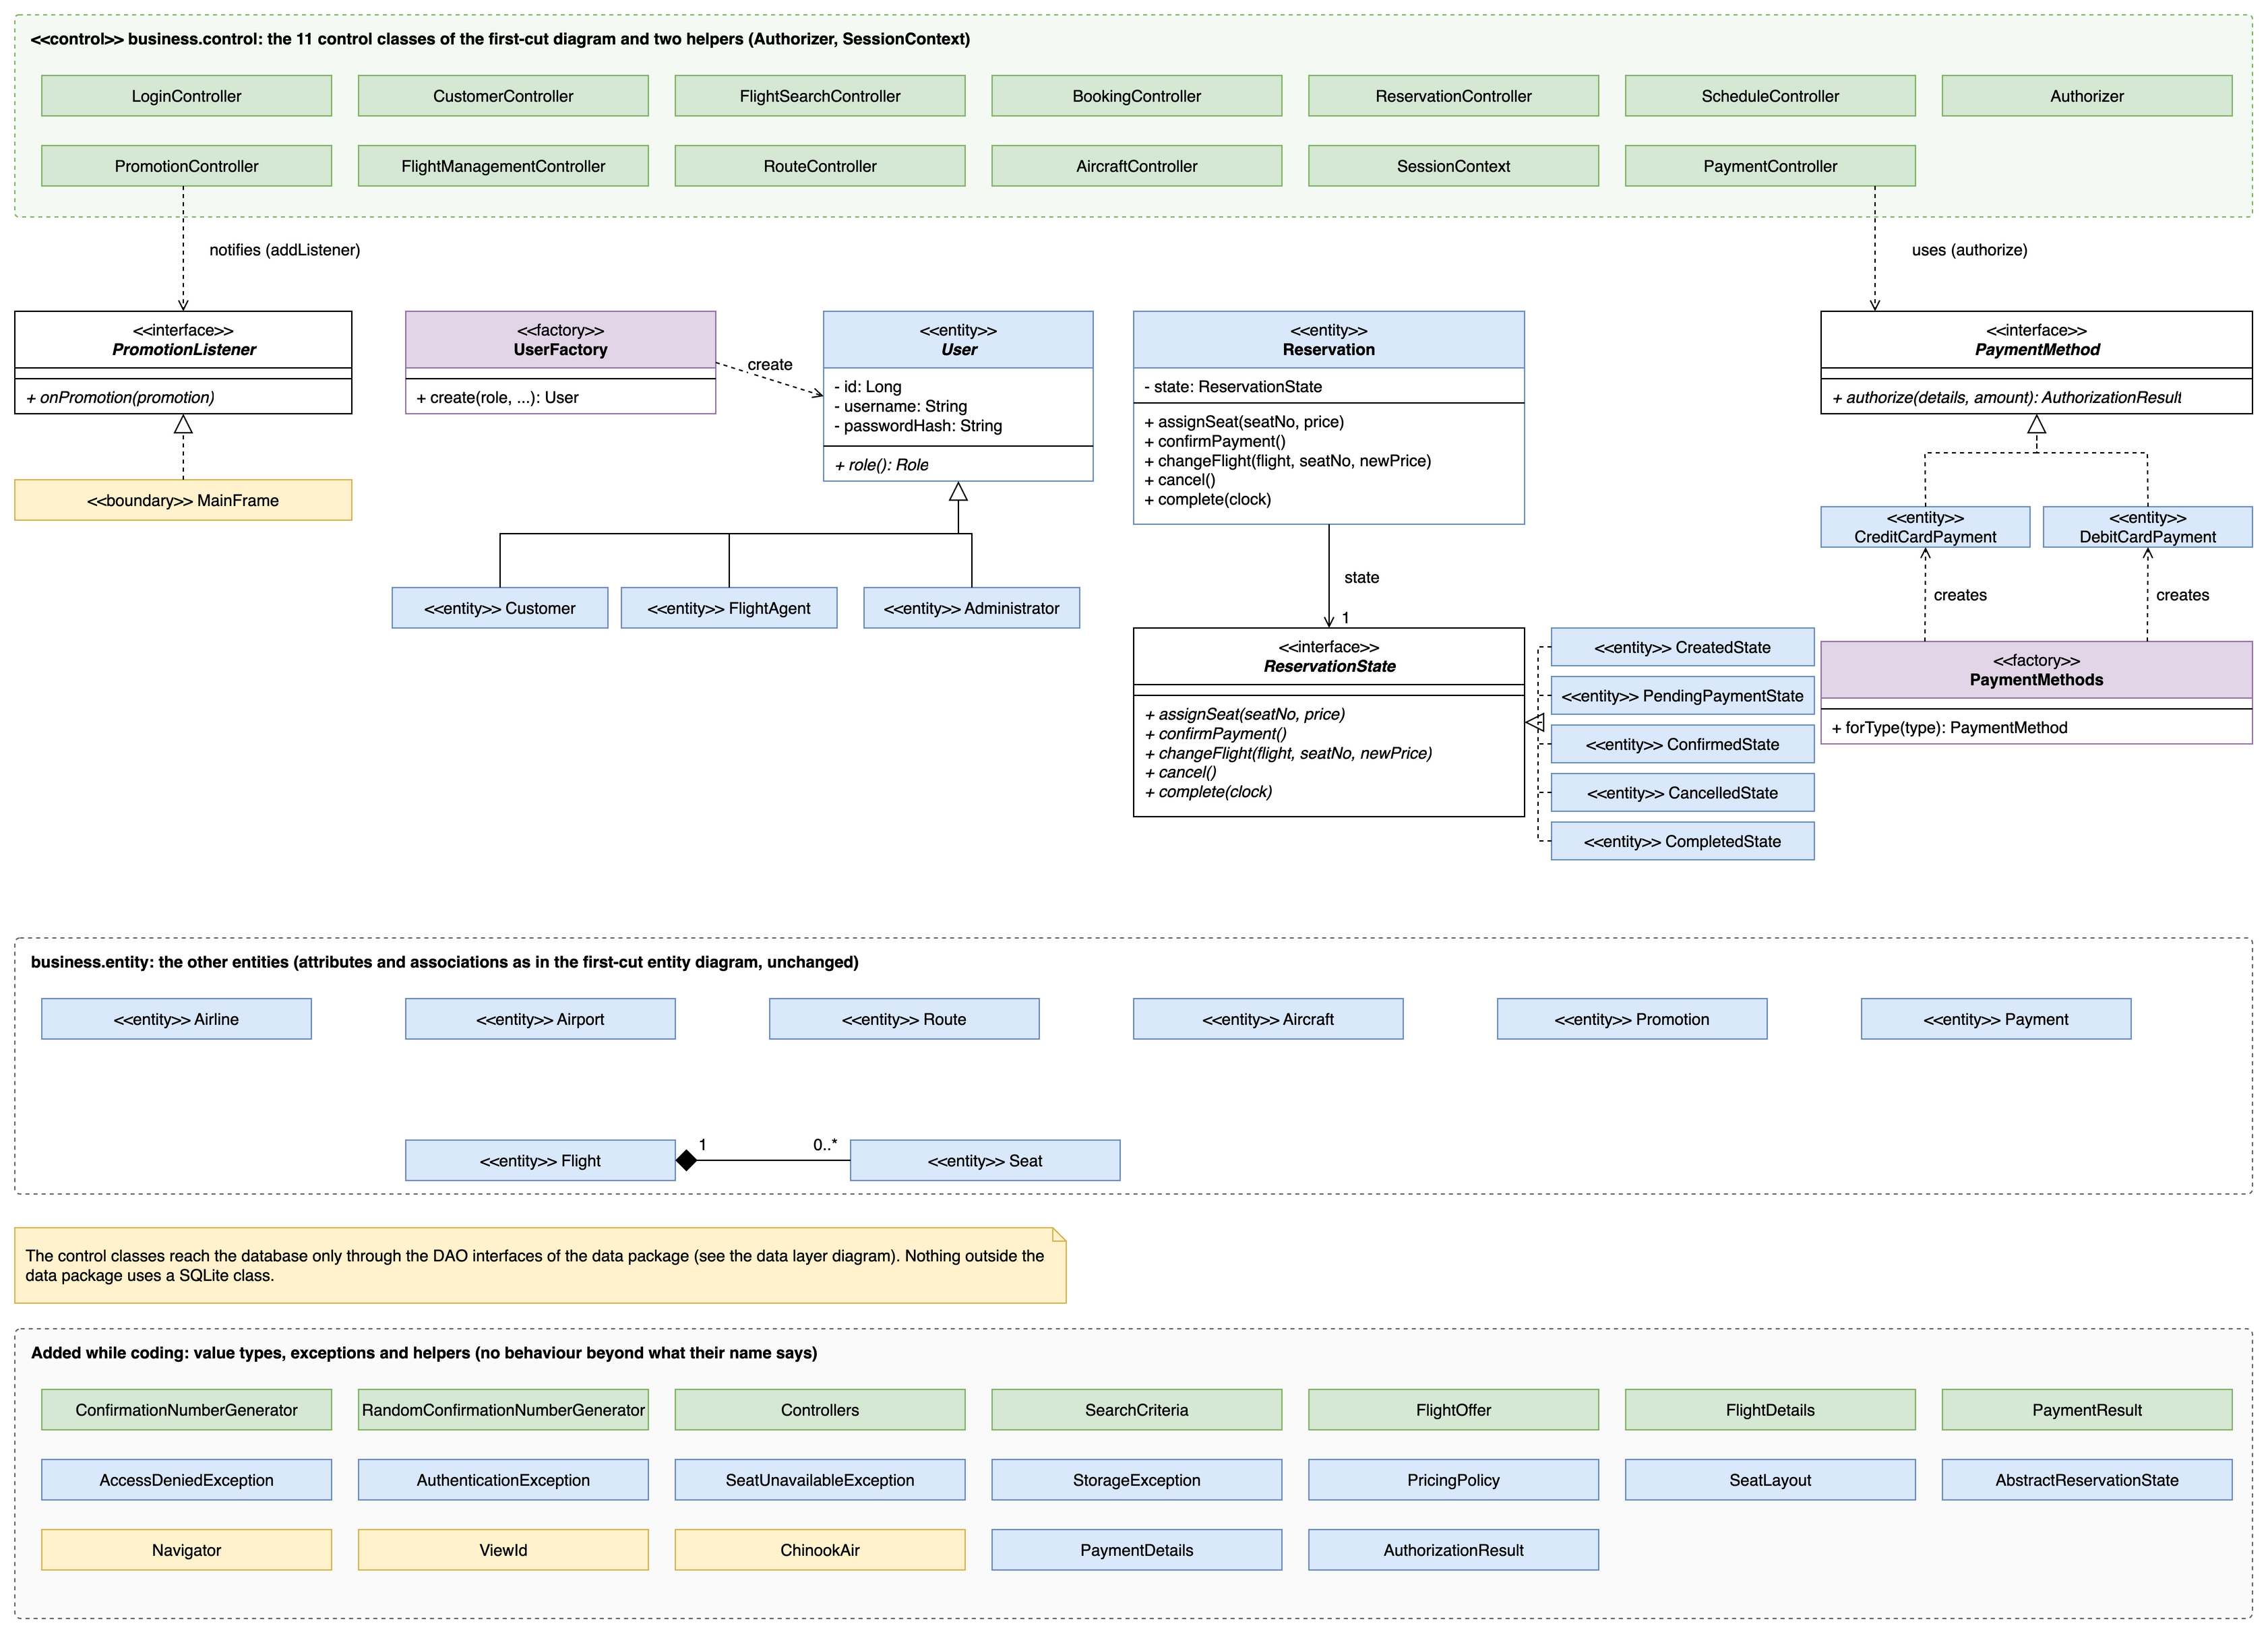 <<control>> business.control: the 11 control classes of the first-cut diagram and two helpers (Authorizer, SessionContext)
LoginController
CustomerController
FlightSearchController
BookingController
ReservationController
ScheduleController
Authorizer
PromotionController
FlightManagementController
RouteController
AircraftController
SessionContext
PaymentController
notifies (addListener)
uses (authorize)
<<interface>>
PromotionListener
+ onPromotion(promotion)
<<boundary>> MainFrame
<<factory>>
UserFactory
+ create(role, ...): User
create
<<entity>>
User
- id: Long
- username: String
- passwordHash: String
+ role(): Role
<<entity>> Customer
<<entity>> FlightAgent
<<entity>> Administrator
<<entity>>
Reservation
- state: ReservationState
+ assignSeat(seatNo, price)
+ confirmPayment()
+ changeFlight(flight, seatNo, newPrice)
+ cancel()
+ complete(clock)
state
1
<<interface>>
ReservationState
+ assignSeat(seatNo, price)
+ confirmPayment()
+ changeFlight(flight, seatNo, newPrice)
+ cancel()
+ complete(clock)
<<entity>> CreatedState
<<entity>> PendingPaymentState
<<entity>> ConfirmedState
<<entity>> CancelledState
<<entity>> CompletedState
<<interface>>
PaymentMethod
+ authorize(details, amount): AuthorizationResult
<<entity>>
CreditCardPayment
<<entity>>
DebitCardPayment
creates
creates
<<factory>>
PaymentMethods
+ forType(type): PaymentMethod
business.entity: the other entities (attributes and associations as in the first-cut entity diagram, unchanged)
<<entity>> Airline
<<entity>> Airport
<<entity>> Route
<<entity>> Aircraft
<<entity>> Promotion
<<entity>> Payment
<<entity>> Flight
1
0..*
<<entity>> Seat
The control classes reach the database only through the DAO interfaces of the data package (see the data layer diagram). Nothing outside the
data package uses a SQLite class.
Added while coding: value types, exceptions and helpers (no behaviour beyond what their name says)
ConfirmationNumberGenerator
RandomConfirmationNumberGenerator
Controllers
SearchCriteria
FlightOffer
FlightDetails
PaymentResult
AccessDeniedException
AuthenticationException
SeatUnavailableException
StorageException
PricingPolicy
SeatLayout
AbstractReservationState
Navigator
ViewId
ChinookAir
PaymentDetails
AuthorizationResult